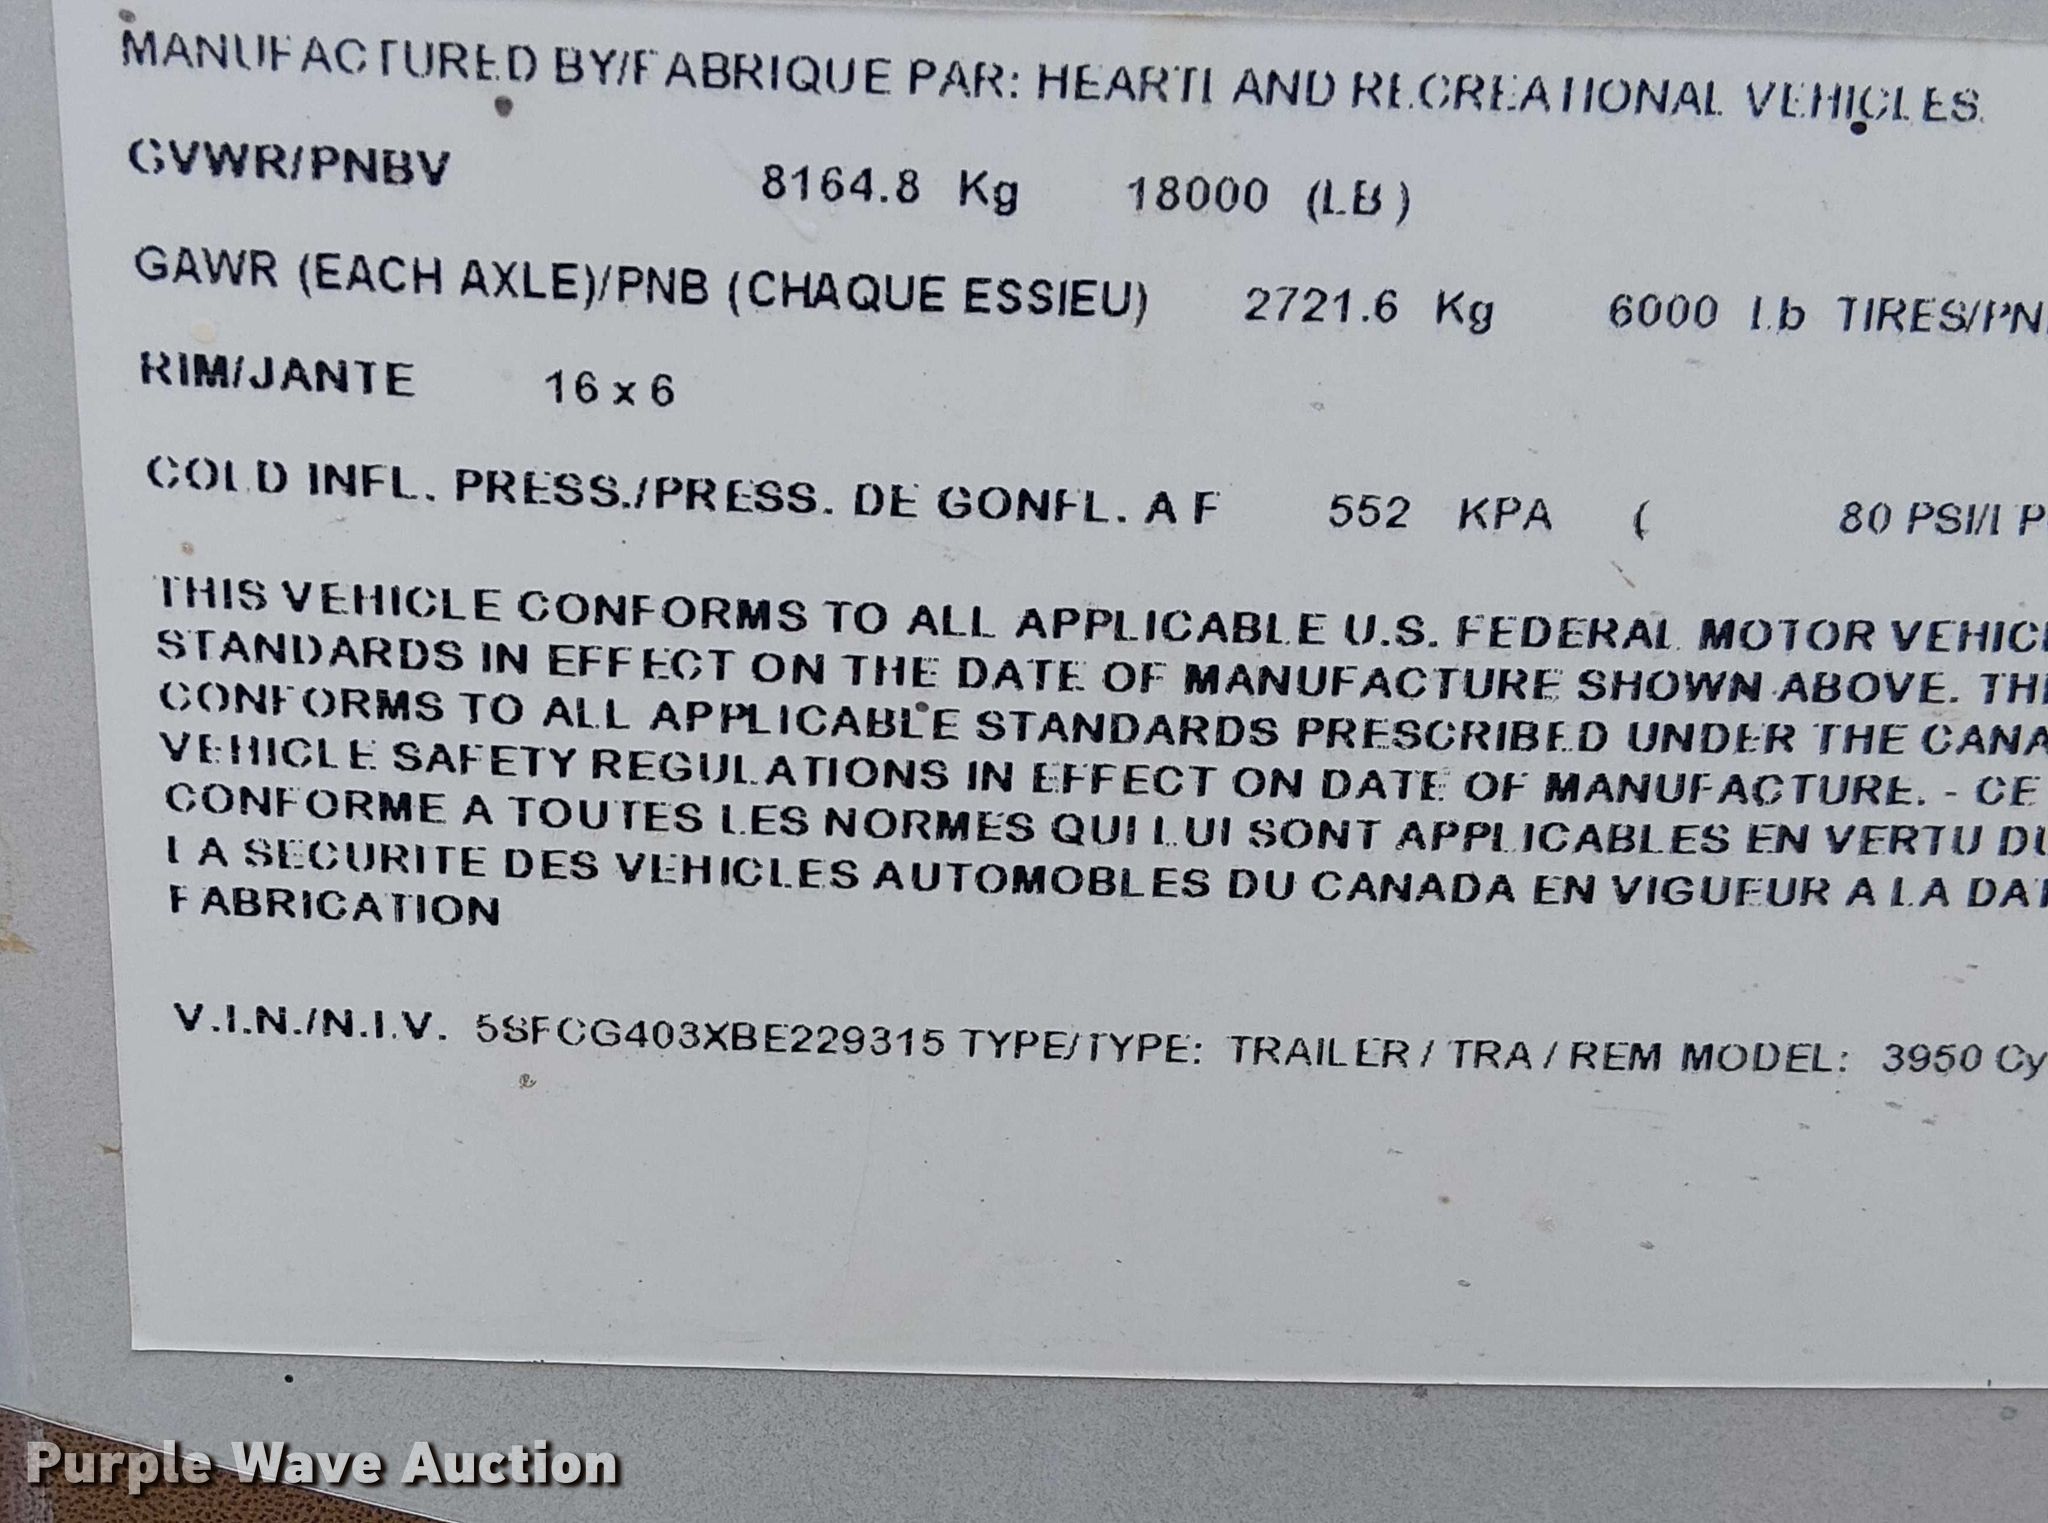 MANUFACTURED BY/FABRIQUE PAR: HEARTLAND RECREATIONAL VEHICLES
GVWR/PNBV 8164.8 Kg 18000 (LB)
GAWR (EACH AXLE)/PNB (CHAQUE ESSIEU) 2721.6 Kg 6000 Lb TIRES/PN
RIM/JANTE 16 x 6
COLD INFL. PRESS./PRESS. DE GONFL. A F 552 KPA ( 80 PSI/LP
THIS VEHICLE CONFORMS TO ALL APPLICABLE U.S. FEDERAL MOTOR VEHIC
STANDARDS IN EFFECT ON THE DATE OF MANUFACTURE SHOWN ABOVE. THI
CONFORMS TO ALL APPLICABLE STANDARDS PRESCRIBED UNDER THE CANA
VEHICLE SAFETY REGULATIONS IN EFFECT ON DATE OF MANUFACTURE. - CE
CONFORME A TOUTES LES NORMES QUI LUI SONT APPLICABLES EN VERTU DU
LA SECURITE DES VEHICLES AUTOMOBLES DU CANADA EN VIGUEUR A LA DAT
FABRICATION
V.I.N./N.I.V. 5SFCG403XBE229315 TYPE/TYPE: TRAILER / TRA / REM MODEL: 3950 Cy
Purple Wave Auction